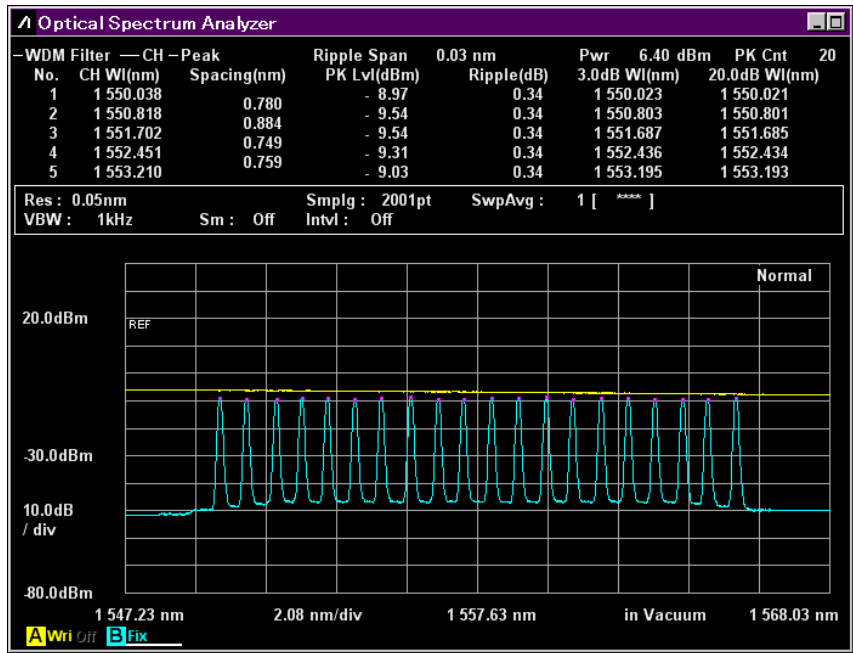 Optical Spectrum Analyzer
WDM Filter CH Peak Ripple Span 0.03 nm Pwr 6.40 dBm PK Cnt 20
No. CH Wl(nm) Spacing(nm) PK Lvl(dBm) Ripple(dB) 3.0dB Wl(nm) 20.0dB Wl(nm)
1 1 550.038 - 8.97 0.34 1 550.023 1 550.021
0.780
2 1 550.818 - 9.54 0.34 1 550.803 1 550.801
0.884
3 1 551.702 - 9.54 0.34 1 551.687 1 551.685
0.749
4 1 552.451 - 9.31 0.34 1 552.436 1 552.434
0.759
5 1 553.210 - 9.03 0.34 1 553.195 1 553.193
Res : 0.05nm Smplg : 2001pt SwpAvg : 1 [ **** ]
VBW : 1kHz Sm : Off Intvl : Off
Normal
20.0dBm
REF
-30.0dBm
10.0dB
/ div
-80.0dBm
1 547.23 nm 2.08 nm/div 1 557.63 nm in Vacuum 1 568.03 nm
A Wri Off B Fix